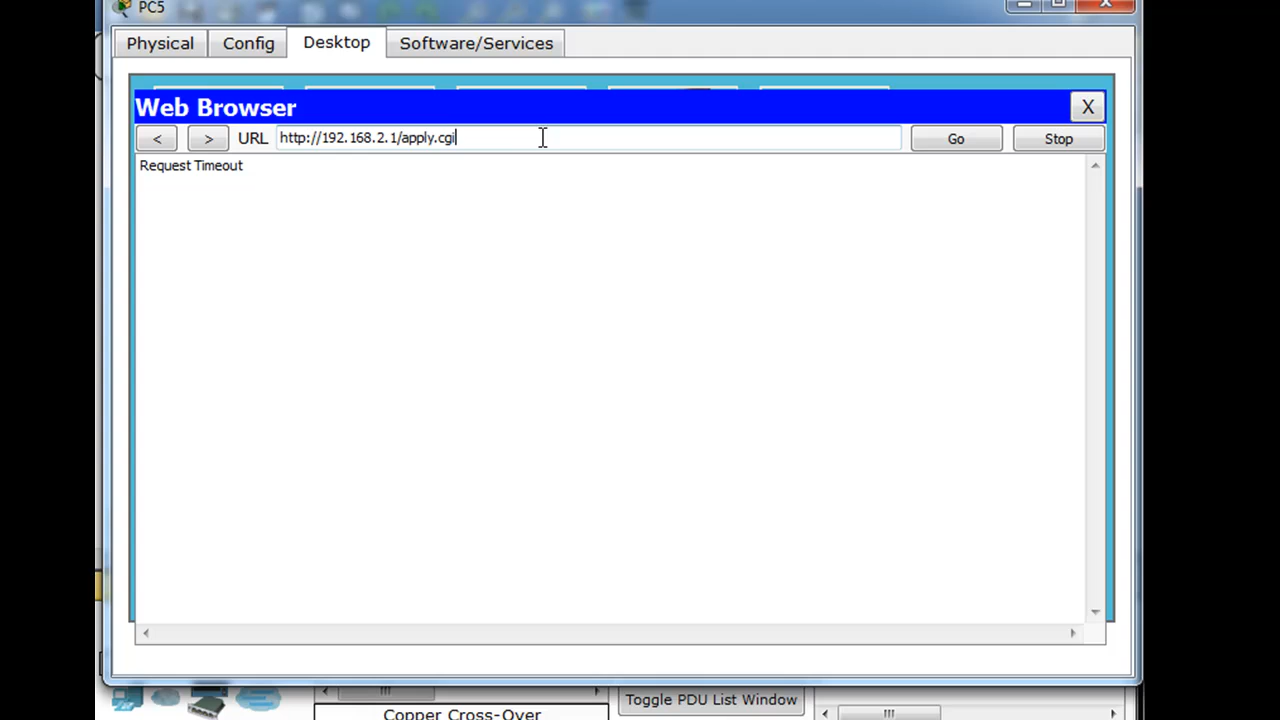 PC5
Physical Config Desktop Software/Services
Web Browser X
< > URL http://192.168.2.1/apply.cgi Go Stop
Request Timeout
Toggle PDU List Window
Copper Cross-Over